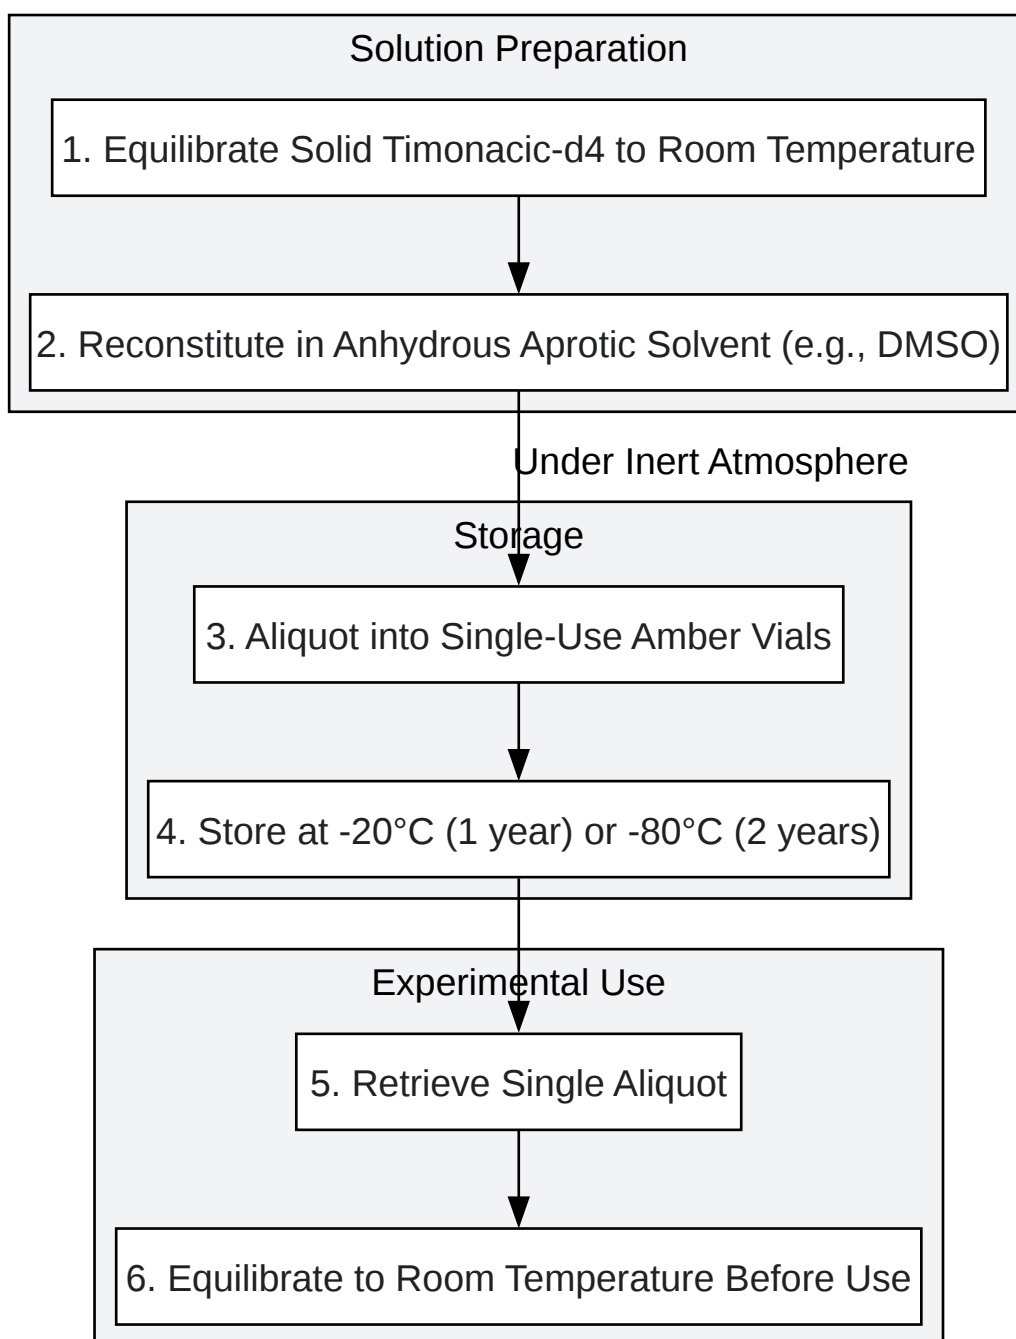 Solution Preparation
1. Equilibrate Solid Timonacic-d4 to Room Temperature
2. Reconstitute in Anhydrous Aprotic Solvent (e.g., DMSO)
Under Inert Atmosphere
Storage
3. Aliquot into Single-Use Amber Vials
4. Store at -20°C (1 year) or -80°C (2 years)
Experimental Use
5. Retrieve Single Aliquot
6. Equilibrate to Room Temperature Before Use